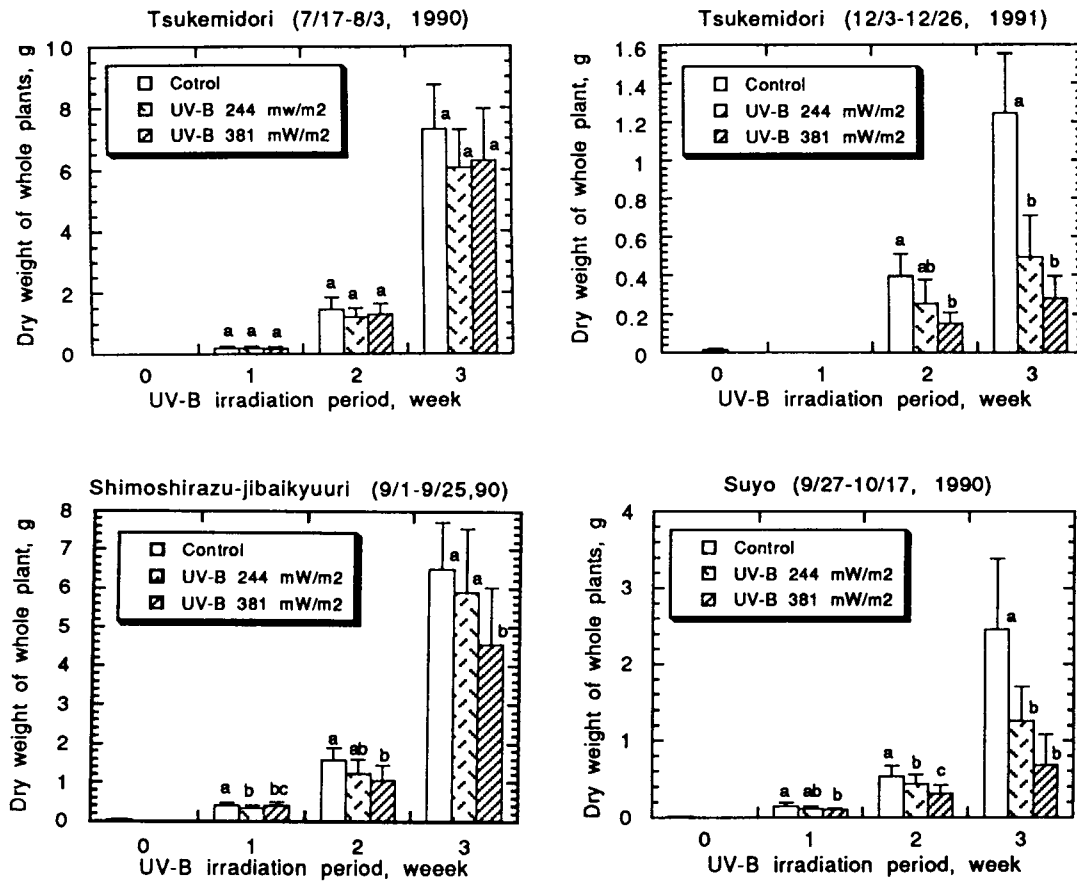 Tsukemidori (7/17-8/3, 1990)
Dry weight of whole plants, g
10
8
6
4
2
0
Cotrol
UV-B 244 mw/m2
UV-B 381 mW/m2
a a a
a a a
a a a
0 1 2 3
UV-B irradiation period, week
Tsukemidori (12/3-12/26, 1991)
Dry weight of whole plant, g
1.6
1.4
1.2
1
0.8
0.6
0.4
0.2
0
Control
UV-B 244 mW/m2
UV-B 381 mW/m2
a ab b
a b b
0 1 2 3
UV-B irradiation period, week
Shimoshirazu-jibaikyuuri (9/1-9/25,90)
Dry weight of whole plant, g
8
7
6
5
4
3
2
1
0
Control
UV-B 244 mW/m2
UV-B 381 mW/m2
a b bc
a ab b
a a b
0 1 2 3
UV-B irradiation period, weeek
Suyo (9/27-10/17, 1990)
Dry weight of whole plants, g
4
3
2
1
0
Control
UV-B 244 mW/m2
UV-B 381 mW/m2
a ab b
a b c
a b b
0 1 2 3
UV-B irradiation period, week